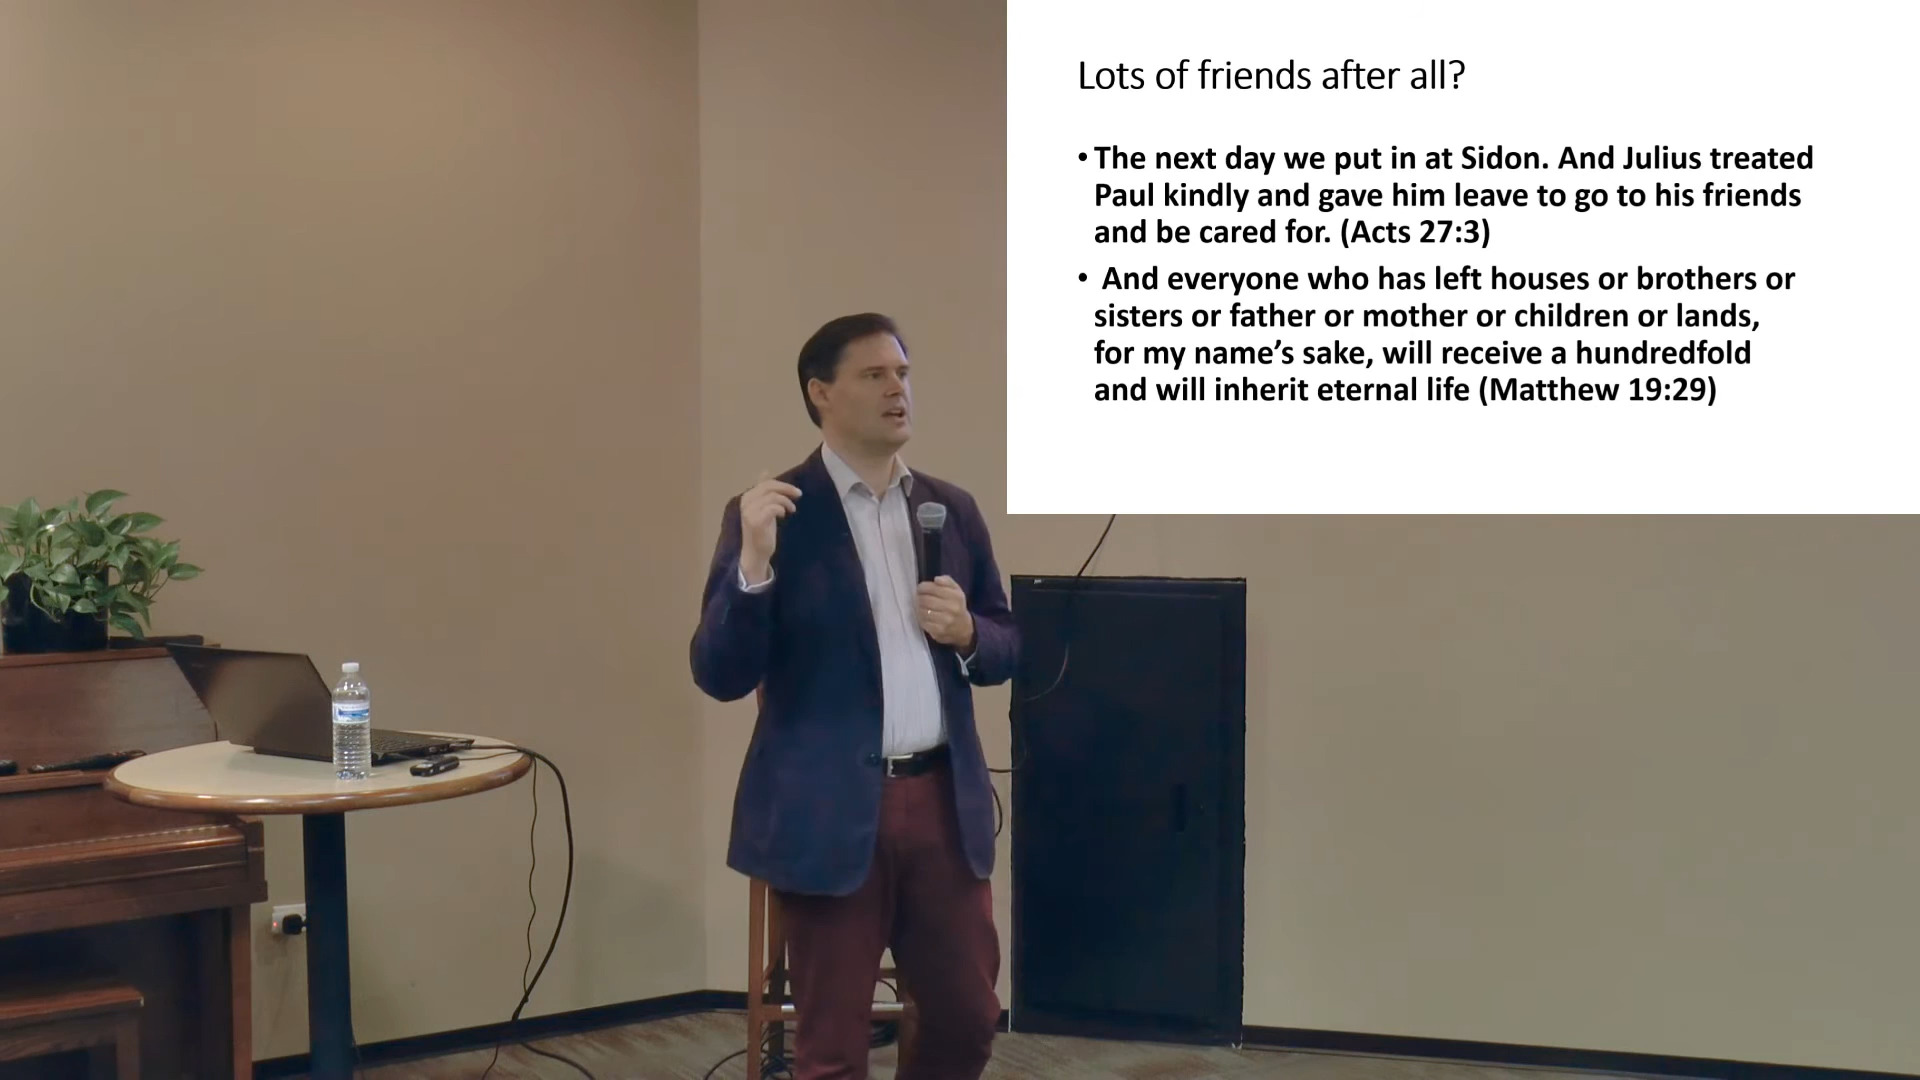 Lots of friends after all?
• The next day we put in at Sidon. And Julius treated
Paul kindly and gave him leave to go to his friends
and be cared for. (Acts 27:3)
• And everyone who has left houses or brothers or
sisters or father or mother or children or lands,
for my name’s sake, will receive a hundredfold
and will inherit eternal life (Matthew 19:29)